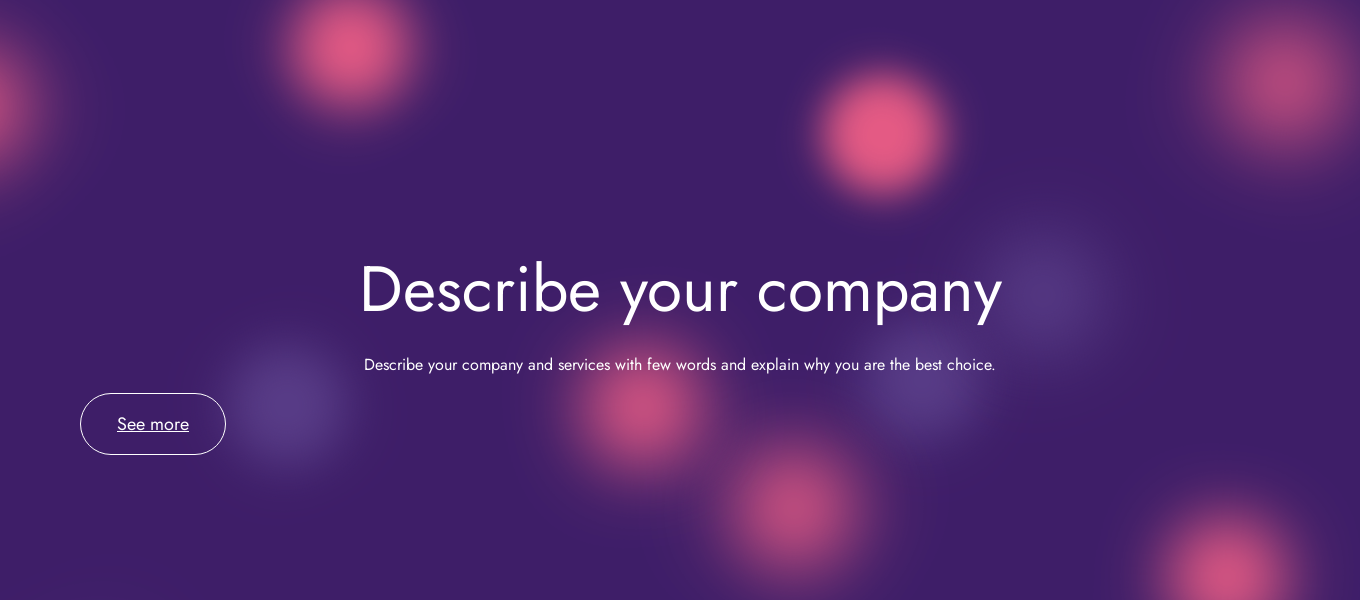 Describe your company
Describe your company and services with few words and explain why you are the best choice.
See more